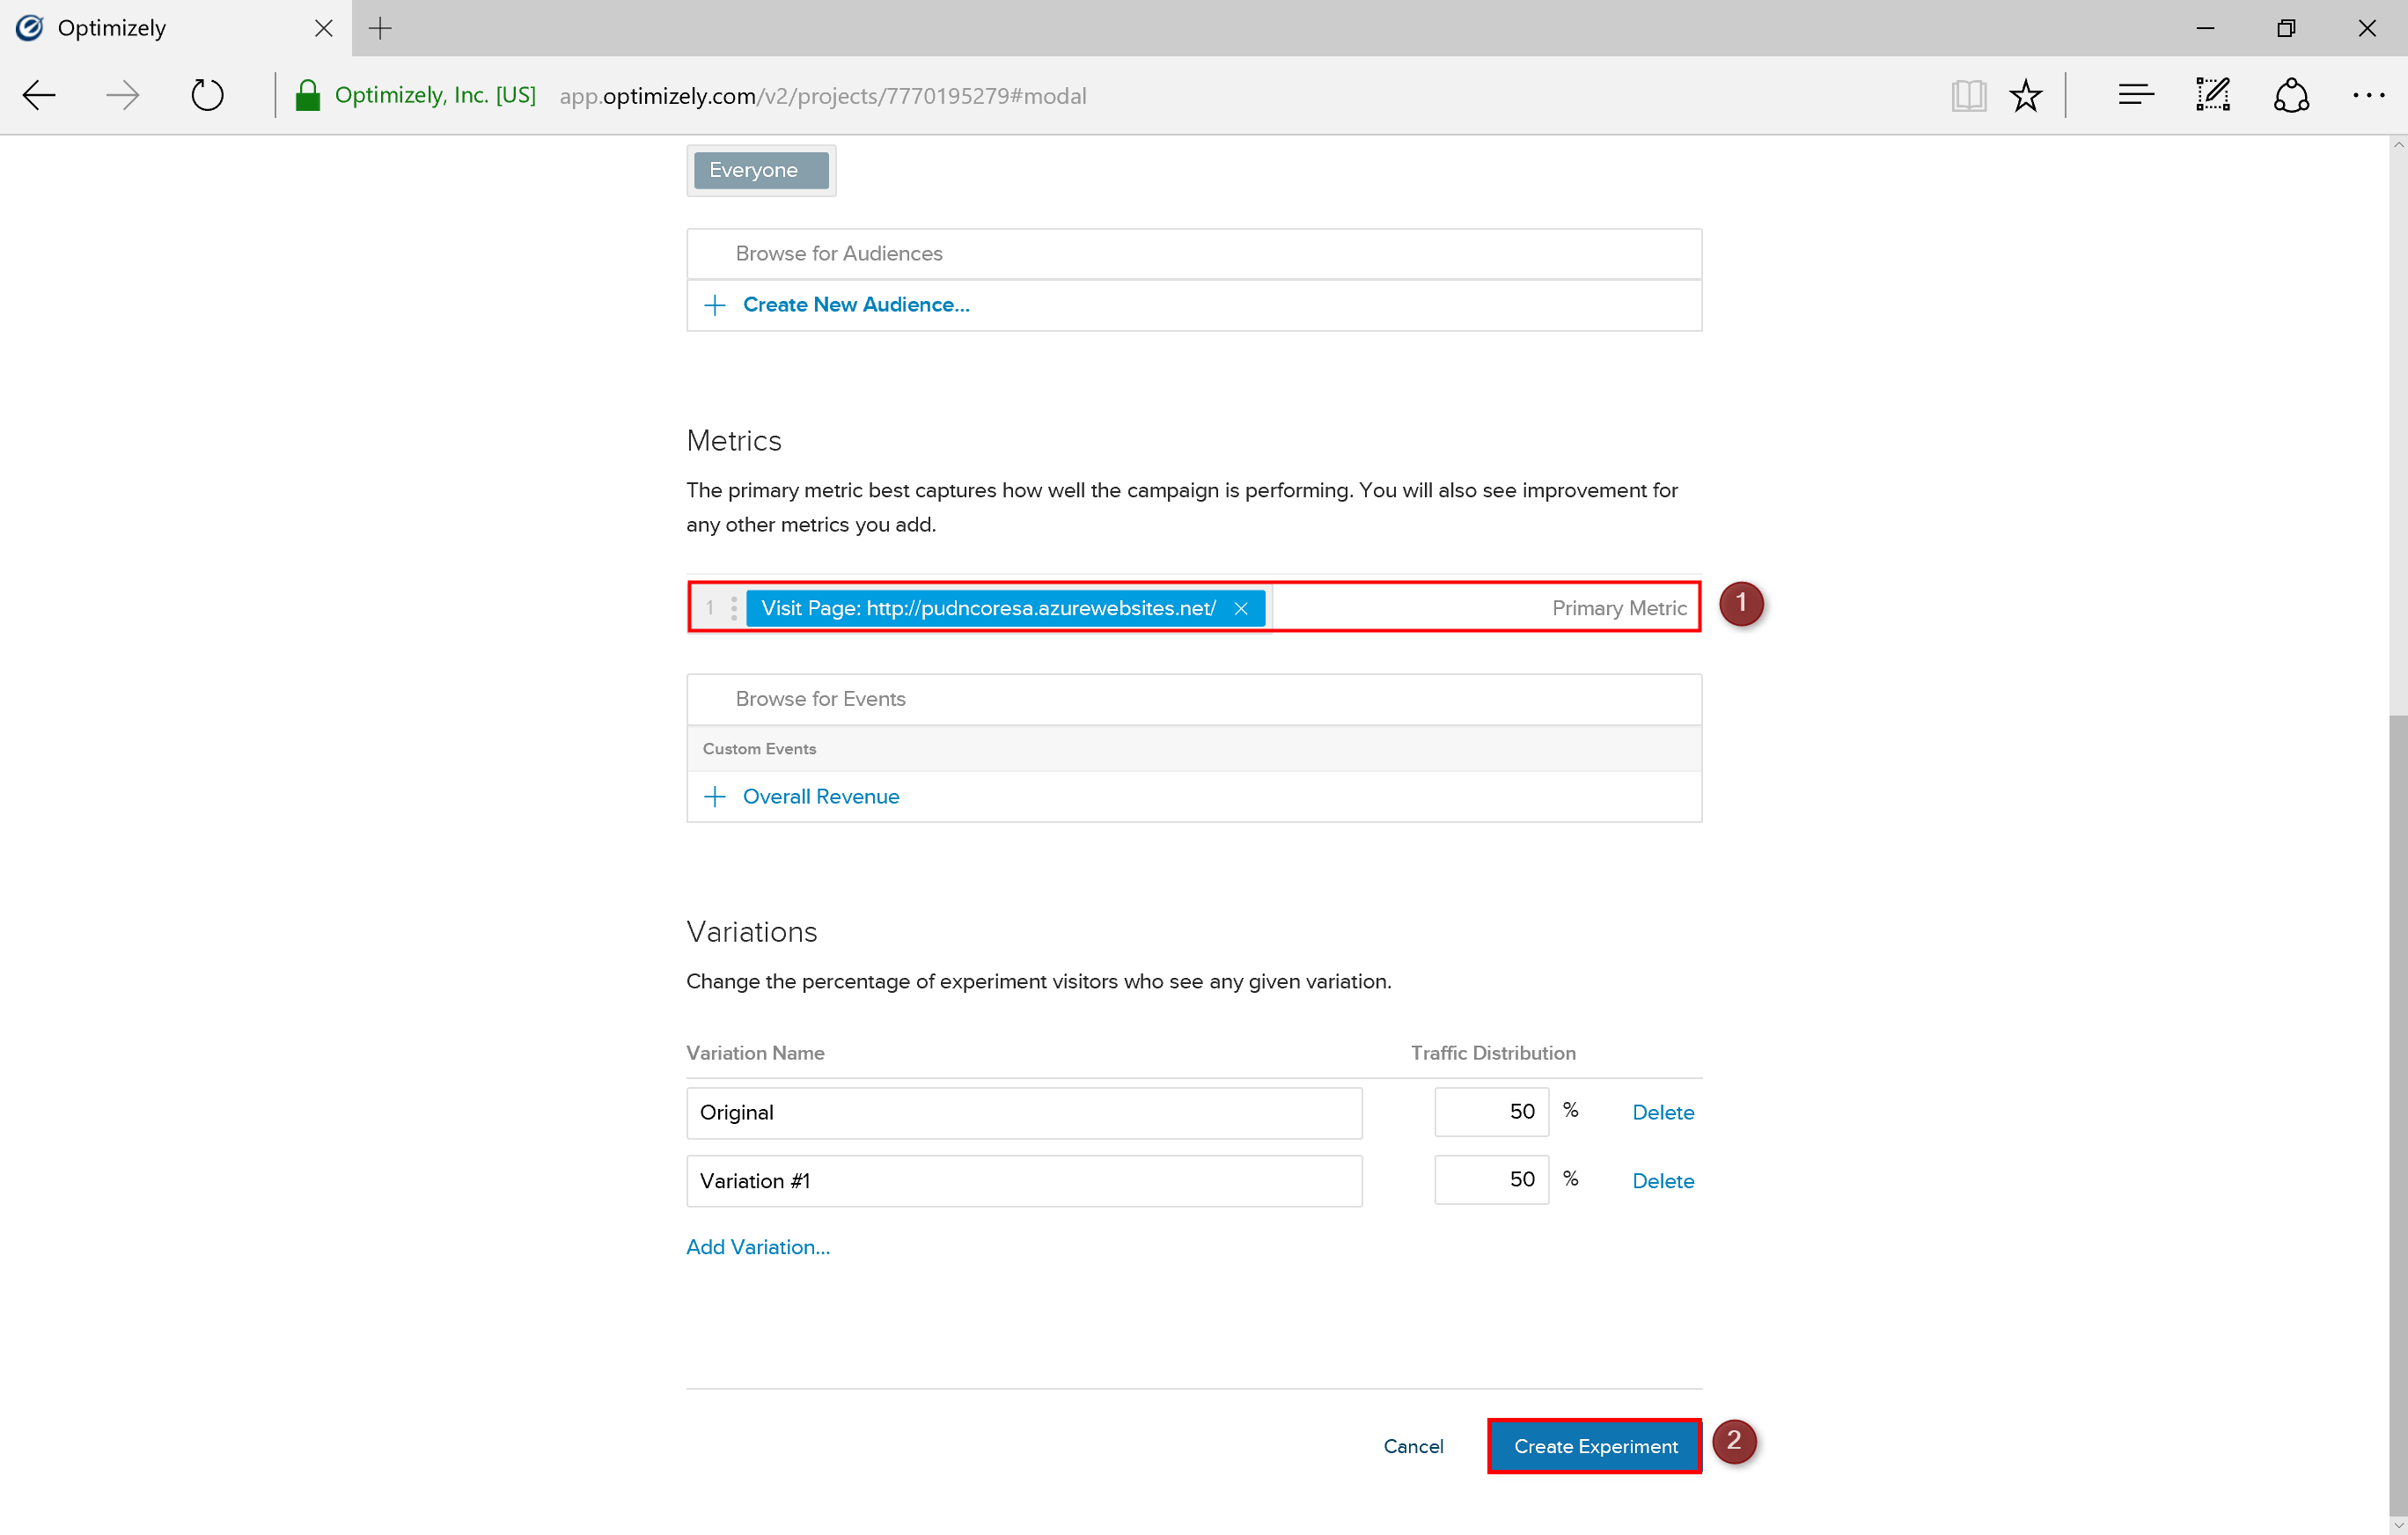 Optimizely
Optimizely, Inc. [US] app.optimizely.com/v2/projects/7770195279#modal
Everyone
Browse for Audiences
Create New Audience...
Metrics
The primary metric best captures how well the campaign is performing. You will also see improvement for
any other metrics you add.
1 Visit Page: http://pudncoresa.azurewebsites.net/ Primary Metric 1
Browse for Events
Custom Events
Overall Revenue
Variations
Change the percentage of experiment visitors who see any given variation.
Variation Name Traffic Distribution
Original 50 % Delete
Variation #1 50 % Delete
Add Variation...
Cancel Create Experiment 2